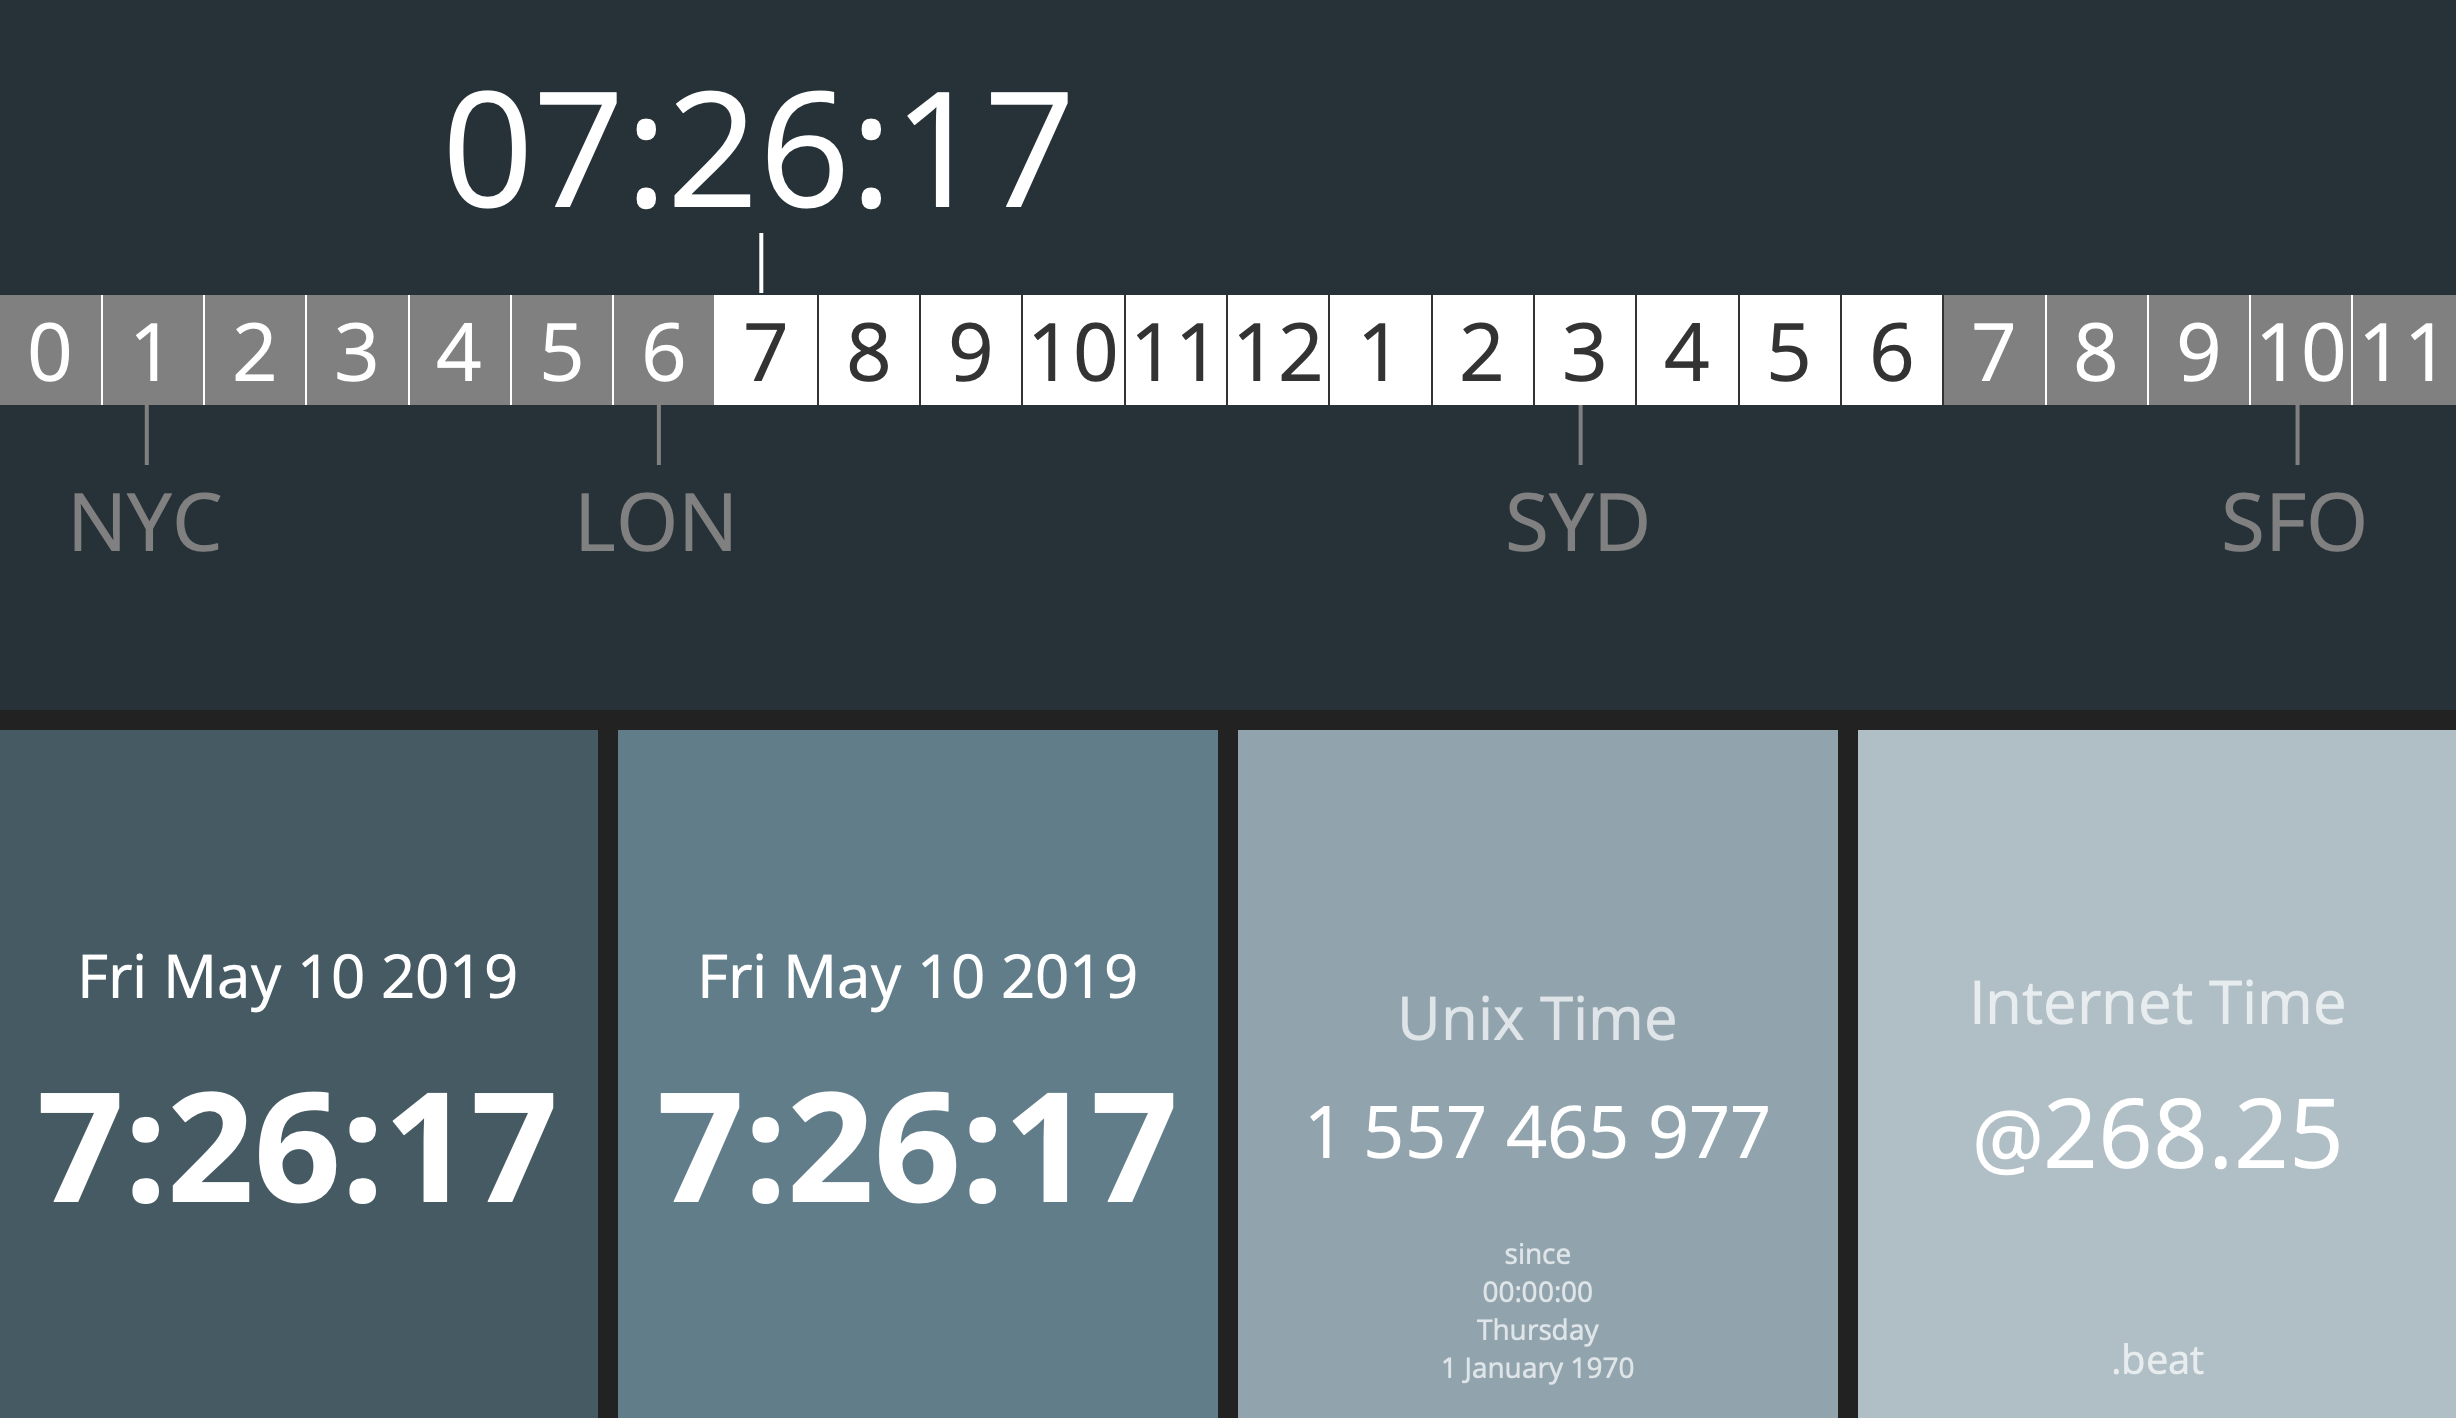 07:26:17
0 1 2 3 4 5 6 7 8 9 10 11 12 1 2 3 4 5 6 7 8 9 10 11
NYC LON SYD SFO
Fri May 10 2019
7:26:17
Fri May 10 2019
7:26:17
Unix Time
1 557 465 977
since
00:00:00
Thursday
1 January 1970
Internet Time
@268.25
.beat